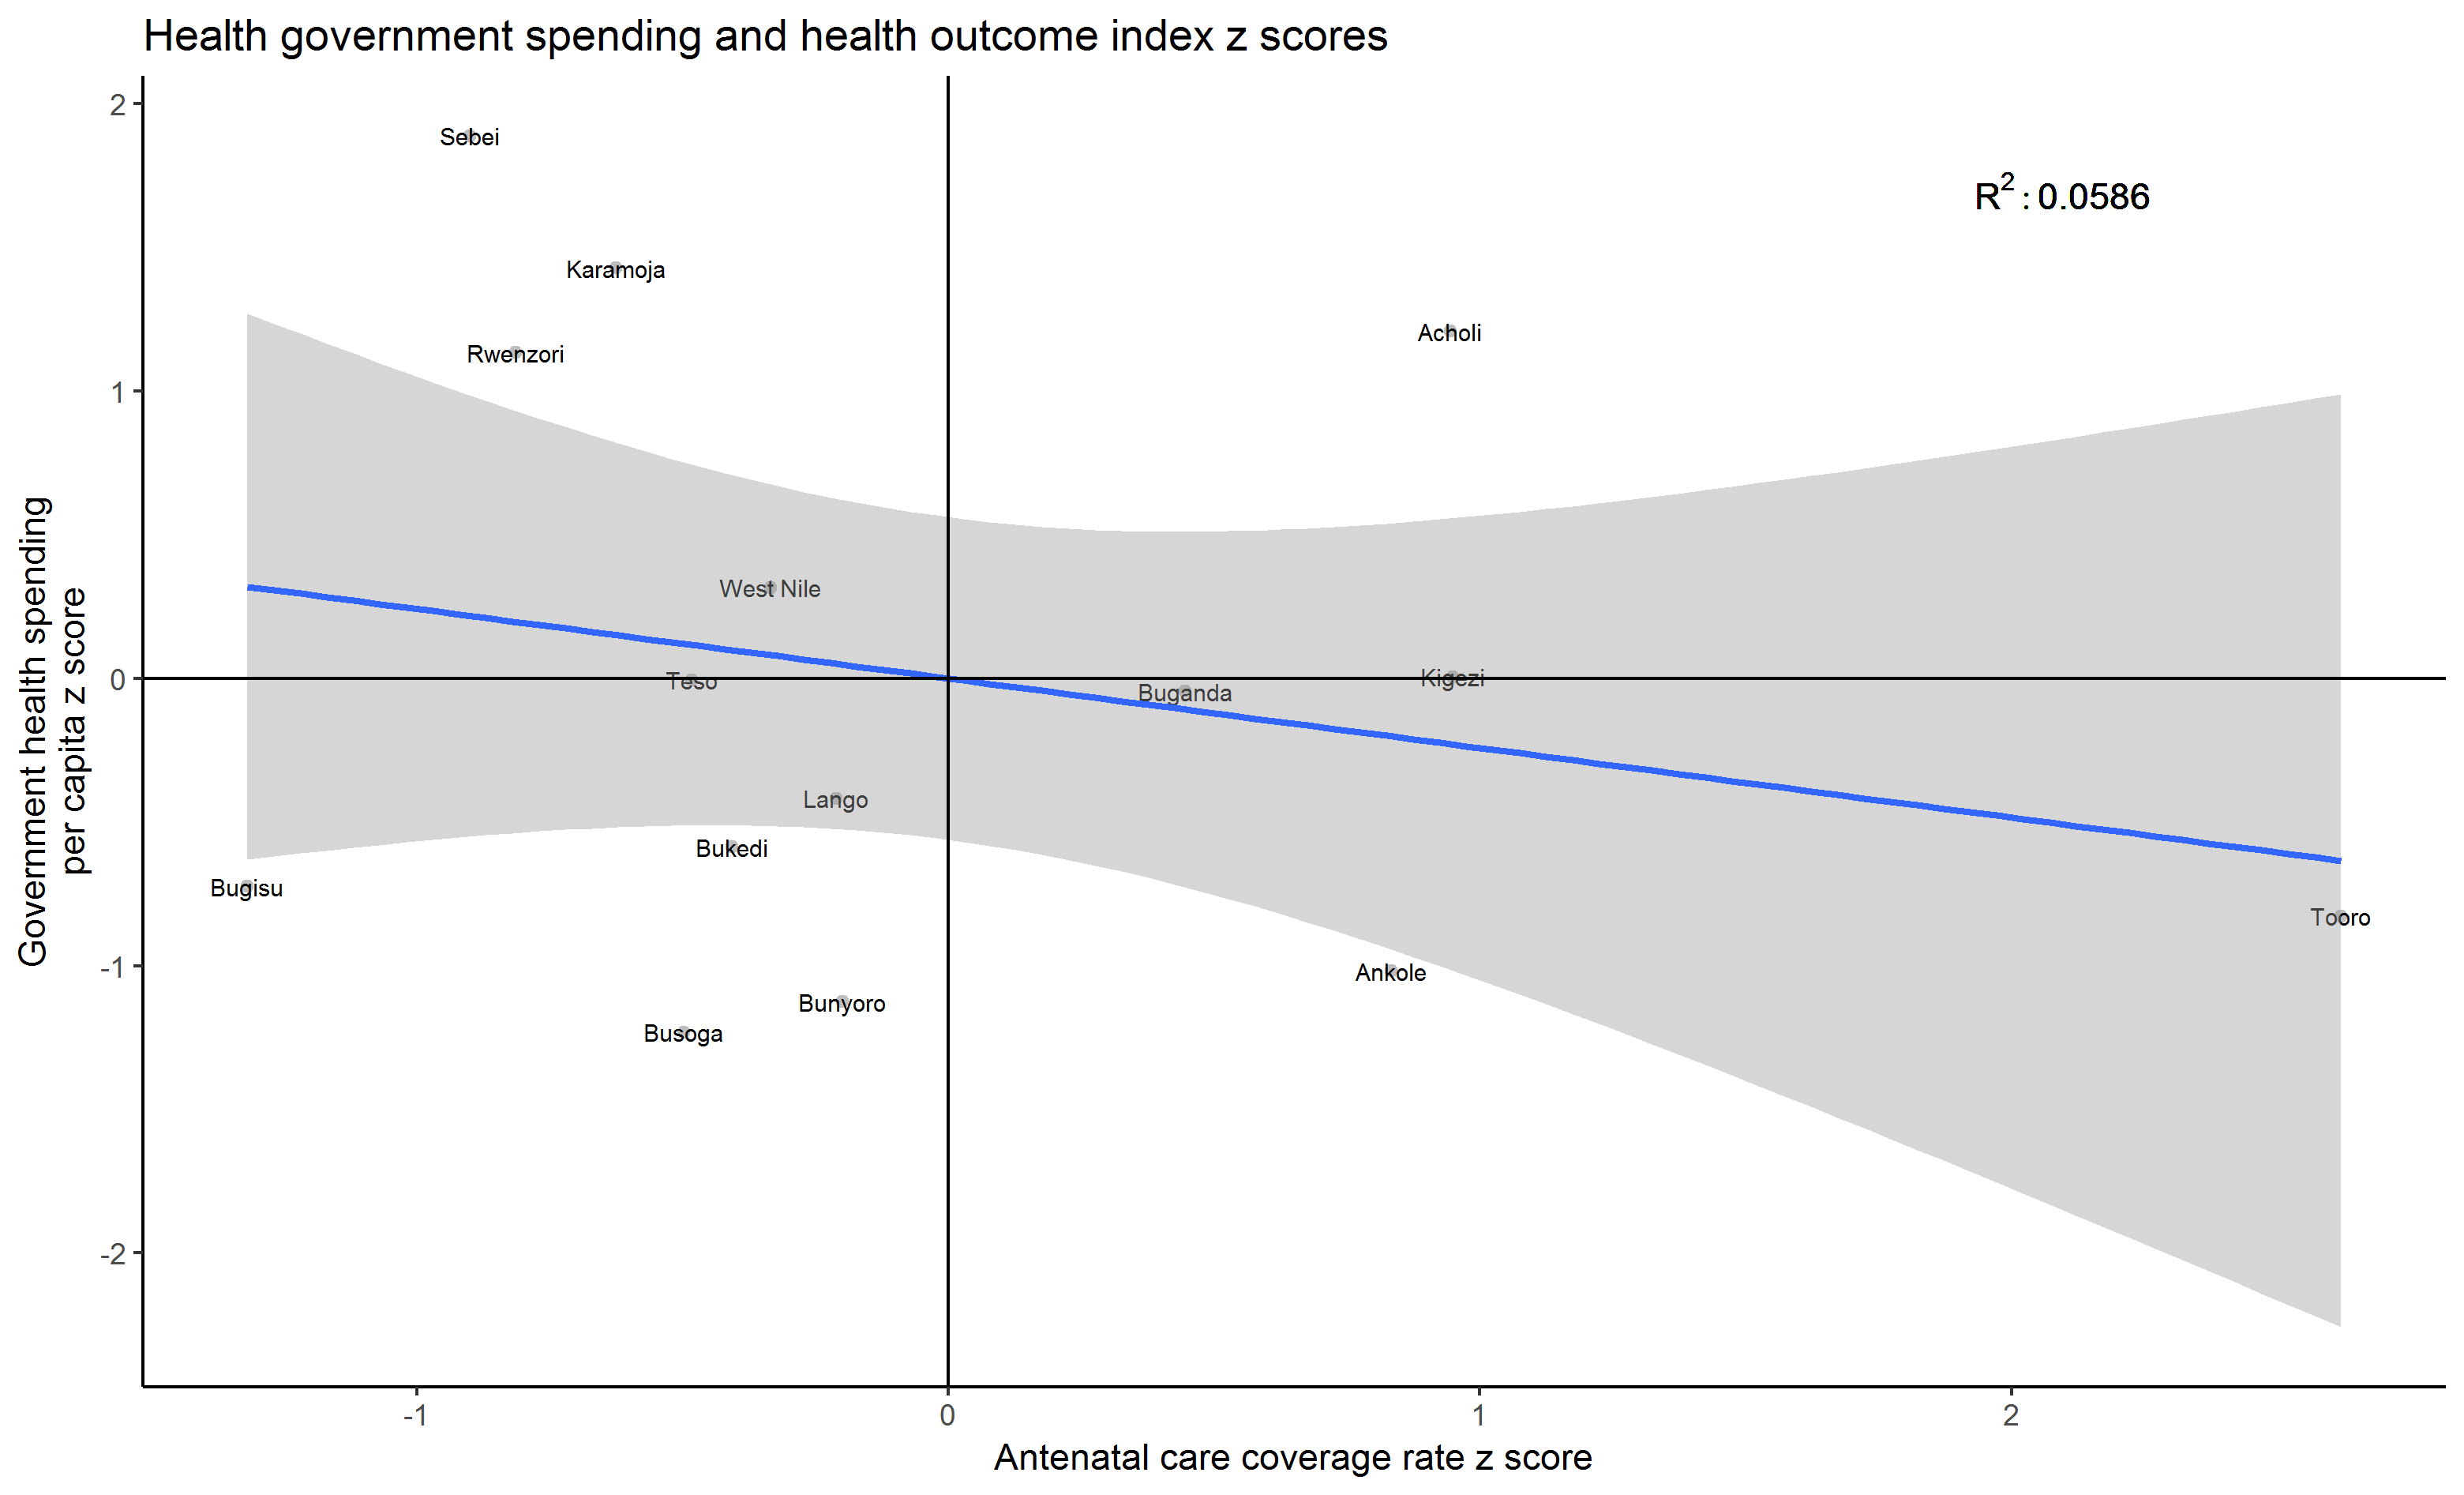 Health government spending and health outcome index z scores
2
Sebei
R²:0.0586
Karamoja
Acholi
Rwenzori
1
West Nile
0
Teso
Buganda
Kigezi
Lango
Bukedi
Bugisu
Tooro
-1
Ankole
Bunyoro
Busoga
-2
Government health spending
per capita z score
-1
0
1
2
Antenatal care coverage rate z score